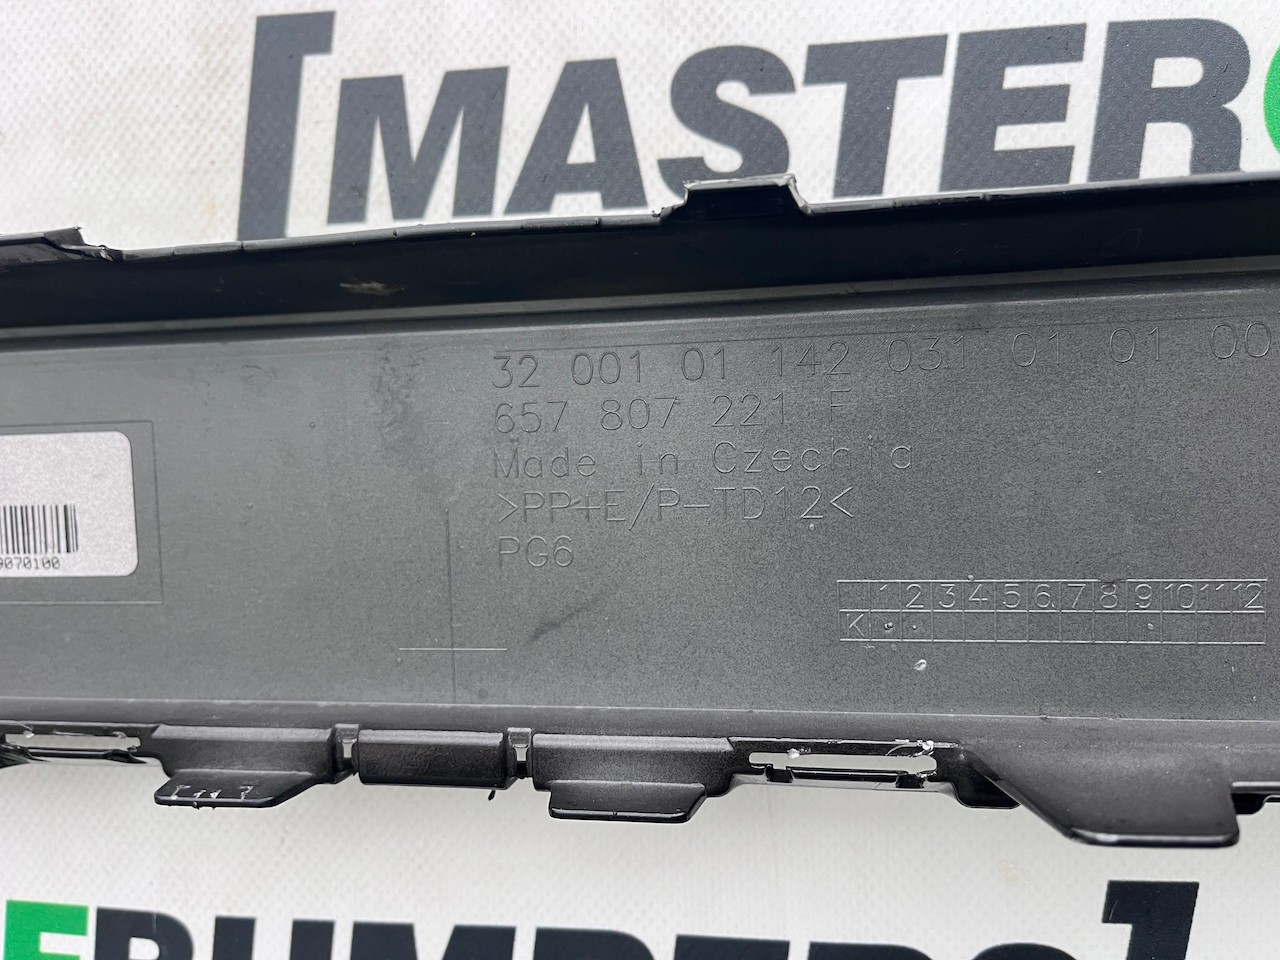 [MASTER
32 001 01 142 031 01 01 00
657 807 221 F
Made in Czechia
>PP+E/P-TD12<
PG6
9070100
1 2 3 4 5 6 7 8 9 10 11 12
K
BUMPERS]